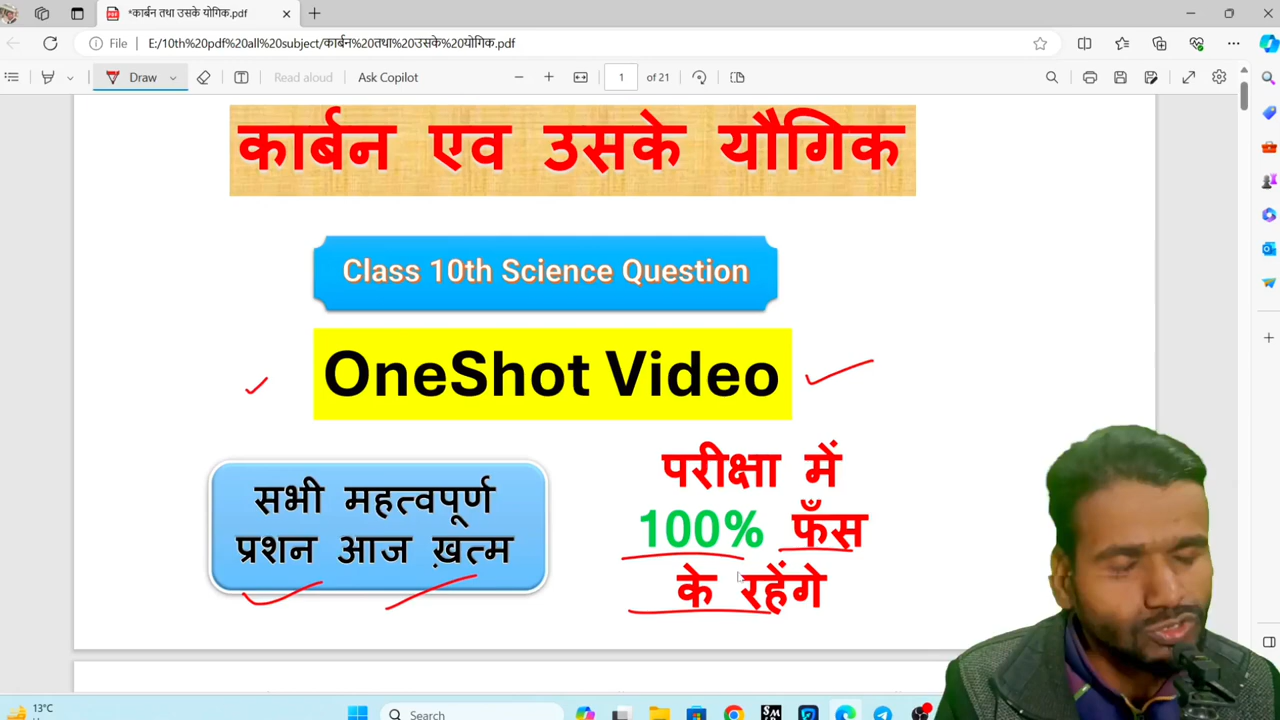 *कार्बन तथा उसके योगिक.pdf
File E:/10th%20pdf%20all%20subject/कार्बन%20तथा%20उसके%20योगिक.pdf
Draw Read aloud Ask Copilot 1 of 21
कार्बन एव उसके यौगिक
Class 10th Science Question
OneShot Video
सभी महत्वपूर्ण
प्रशन आज ख़त्म
परीक्षा में
100% फँस
के रहेंगे
13°C
Search